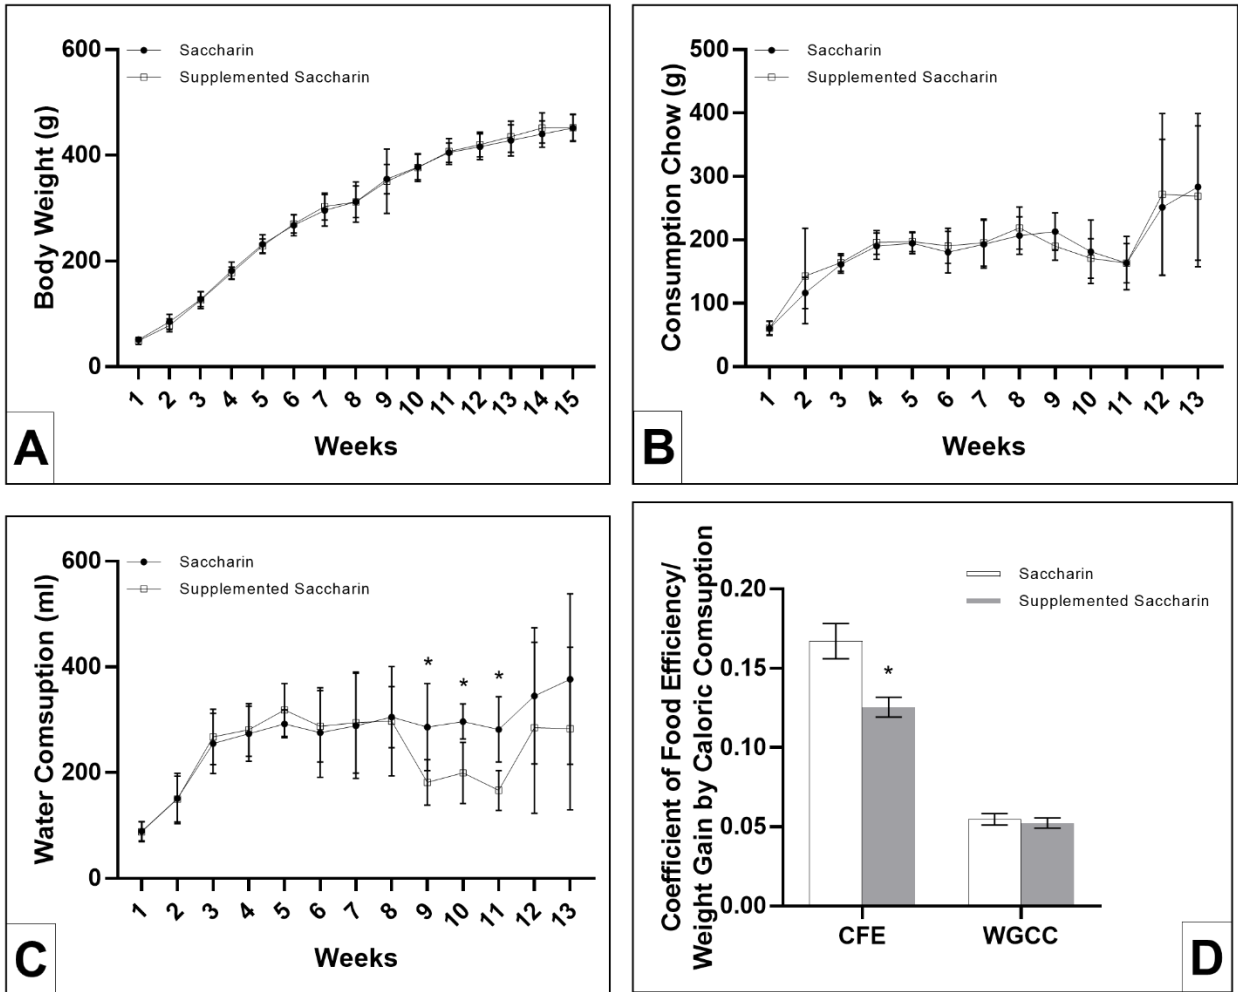 600
400
200
0
Body Weight (g)
Saccharin
Supplemented Saccharin
1 2 3 4 5 6 7 8 9 10 11 12 13 14 15
Weeks
A
500
400
300
200
100
0
Consumption Chow (g)
Saccharin
Supplemented Saccharin
1 2 3 4 5 6 7 8 9 10 11 12 13
Weeks
B
600
400
200
0
Water Comsuption (ml)
Saccharin
Supplemented Saccharin
* * *
1 2 3 4 5 6 7 8 9 10 11 12 13
Weeks
C
Coefficient of Food Efficiency/
Weight Gain by Caloric Comsuption
0.20
0.15
0.10
0.05
0.00
Saccharin
Supplemented Saccharin
*
CFE WGCC
D